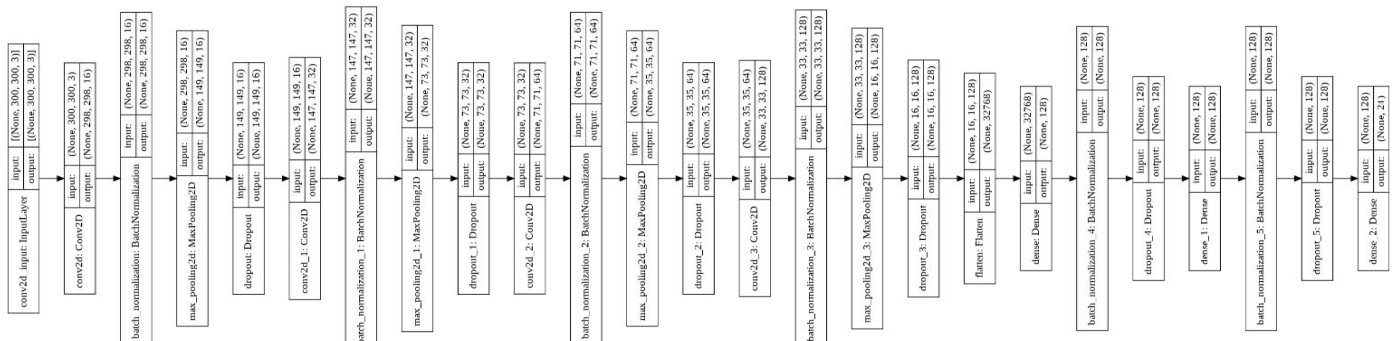 conv2d_input: InputLayer
input: [(None, 300, 300, 3)]
output: [(None, 300, 300, 3)]
conv2d: Conv2D
input: (None, 300, 300, 3)
output: (None, 298, 298, 16)
batch_normalization: BatchNormalization
input: (None, 298, 298, 16)
output: (None, 298, 298, 16)
max_pooling2d: MaxPooling2D
input: (None, 298, 298, 16)
output: (None, 149, 149, 16)
dropout: Dropout
input: (None, 149, 149, 16)
output: (None, 149, 149, 16)
conv2d_1: Conv2D
input: (None, 149, 149, 16)
output: (None, 147, 147, 32)
batch_normalization_1: BatchNormalization
input: (None, 147, 147, 32)
output: (None, 147, 147, 32)
max_pooling2d_1: MaxPooling2D
input: (None, 147, 147, 32)
output: (None, 73, 73, 32)
dropout_1: Dropout
input: (None, 73, 73, 32)
output: (None, 73, 73, 32)
conv2d_2: Conv2D
input: (None, 73, 73, 32)
output: (None, 71, 71, 64)
batch_normalization_2: BatchNormalization
input: (None, 71, 71, 64)
output: (None, 71, 71, 64)
max_pooling2d_2: MaxPooling2D
input: (None, 71, 71, 64)
output: (None, 35, 35, 64)
dropout_2: Dropout
input: (None, 35, 35, 64)
output: (None, 35, 35, 64)
conv2d_3: Conv2D
input: (None, 35, 35, 64)
output: (None, 33, 33, 128)
batch_normalization_3: BatchNormalization
input: (None, 33, 33, 128)
output: (None, 33, 33, 128)
max_pooling2d_3: MaxPooling2D
input: (None, 33, 33, 128)
output: (None, 16, 16, 128)
dropout_3: Dropout
input: (None, 16, 16, 128)
output: (None, 16, 16, 128)
flatten: Flatten
input: (None, 16, 16, 128)
output: (None, 32768)
dense: Dense
input: (None, 32768)
output: (None, 128)
batch_normalization_4: BatchNormalization
input: (None, 128)
output: (None, 128)
dropout_4: Dropout
input: (None, 128)
output: (None, 128)
dense_1: Dense
input: (None, 128)
output: (None, 128)
batch_normalization_5: BatchNormalization
input: (None, 128)
output: (None, 128)
dropout_5: Dropout
input: (None, 128)
output: (None, 128)
dense_2: Dense
input: (None, 128)
output: (None, 24)